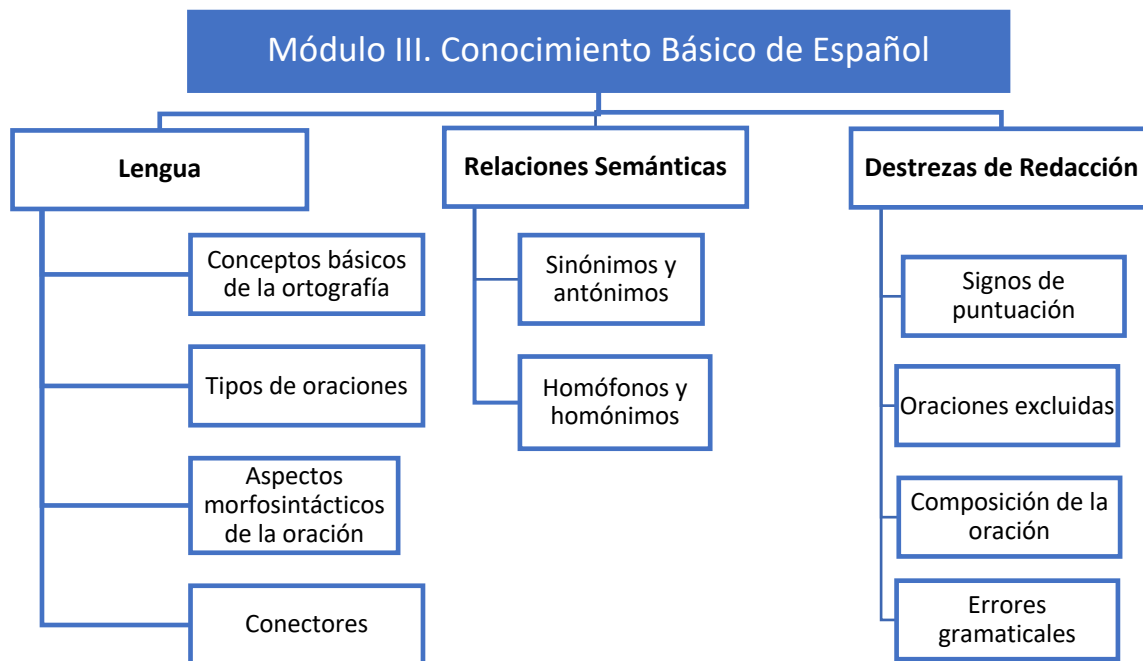 Módulo III. Conocimiento Básico de Español
Lengua
Conceptos básicos
de la ortografía
Tipos de oraciones
Aspectos
morfosintácticos
de la oración
Conectores
Relaciones Semánticas
Sinónimos y
antónimos
Homófonos y
homónimos
Destrezas de Redacción
Signos de
puntuación
Oraciones excluidas
Composición de la
oración
Errores
gramaticales